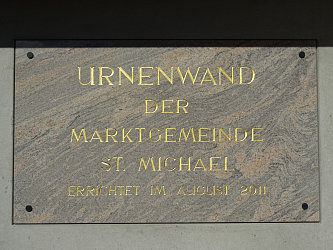 URNENWAND
DER
MARKTGEMEINDE
ST. MICHAEL
ERRICHTET IM AUGUST 2011